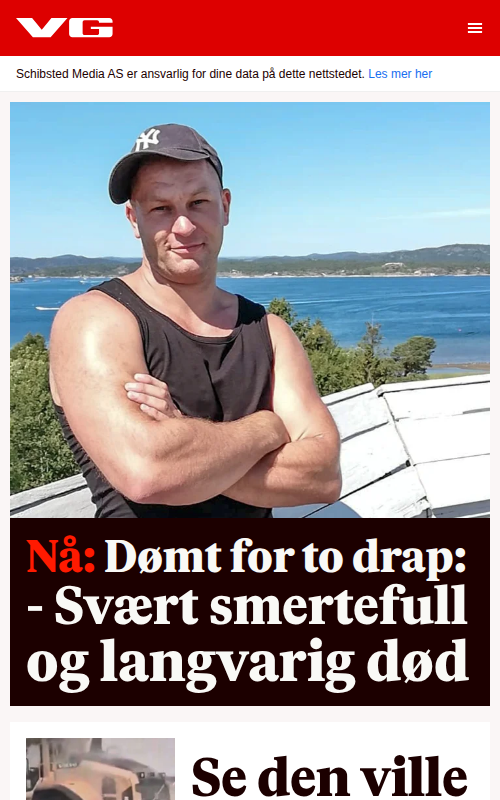 VG
Schibsted Media AS er ansvarlig for dine data på dette nettstedet. Les mer her
NY
Nå: Dømt for to drap:
- Svært smertefull
og langvarig død
Se den ville